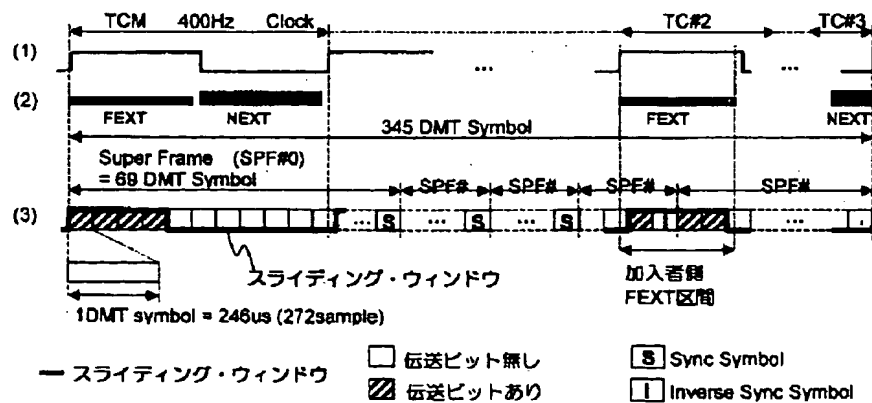 TCM 400Hz Clock TC#2 TC#3
(1) ... ...
(2)
FEXT NEXT FEXT NEXT
345 DMT Symbol
Super Frame (SPF#0)
= 69 DMT Symbol
SPF# SPF# SPF# SPF#
(3) ... S ... S ... S I ... I
スライディング・ウィンドウ
加入者側
FEXT区間
1DMT symbol = 246us (272sample)
スライディング・ウィンドウ
伝送ビット無し
S Sync Symbol
伝送ビットあり
I Inverse Sync Symbol